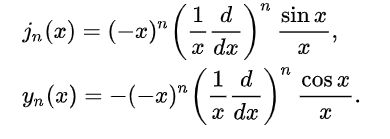 j_n(x) = (-x)^n \left( \frac{1}{x} \frac{d}{dx} \right)^n \frac{\sin x}{x},
y_n(x) = -(-x)^n \left( \frac{1}{x} \frac{d}{dx} \right)^n \frac{\cos x}{x}.